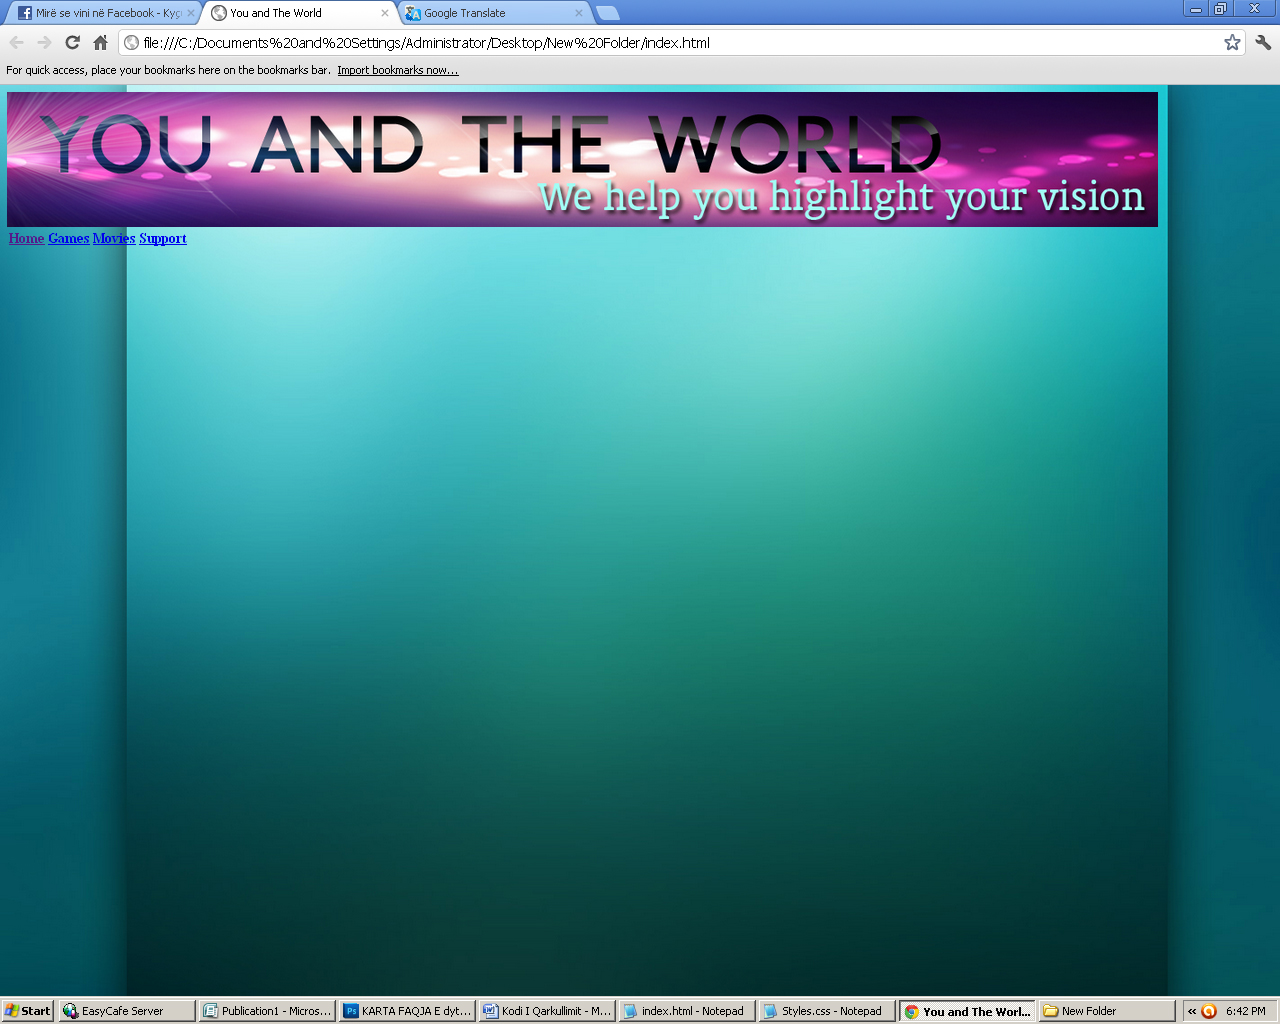 Mirë se vini në Facebook - Kyçi
You and The World
Google Translate
file:///C:/Documents%20and%20Settings/Administrator/Desktop/New%20Folder/index.html
For quick access, place your bookmarks here on the bookmarks bar. Import bookmarks now...
YOU AND THE WORLD
We help you highlight your vision
Home Games Movies Support
Start
EasyCafe Server
Publication1 - Micros...
KARTA FAQJA E dyt...
Kodi I Qarkullimit - M...
index.html - Notepad
Styles.css - Notepad
You and The Worl...
New Folder
6:42 PM